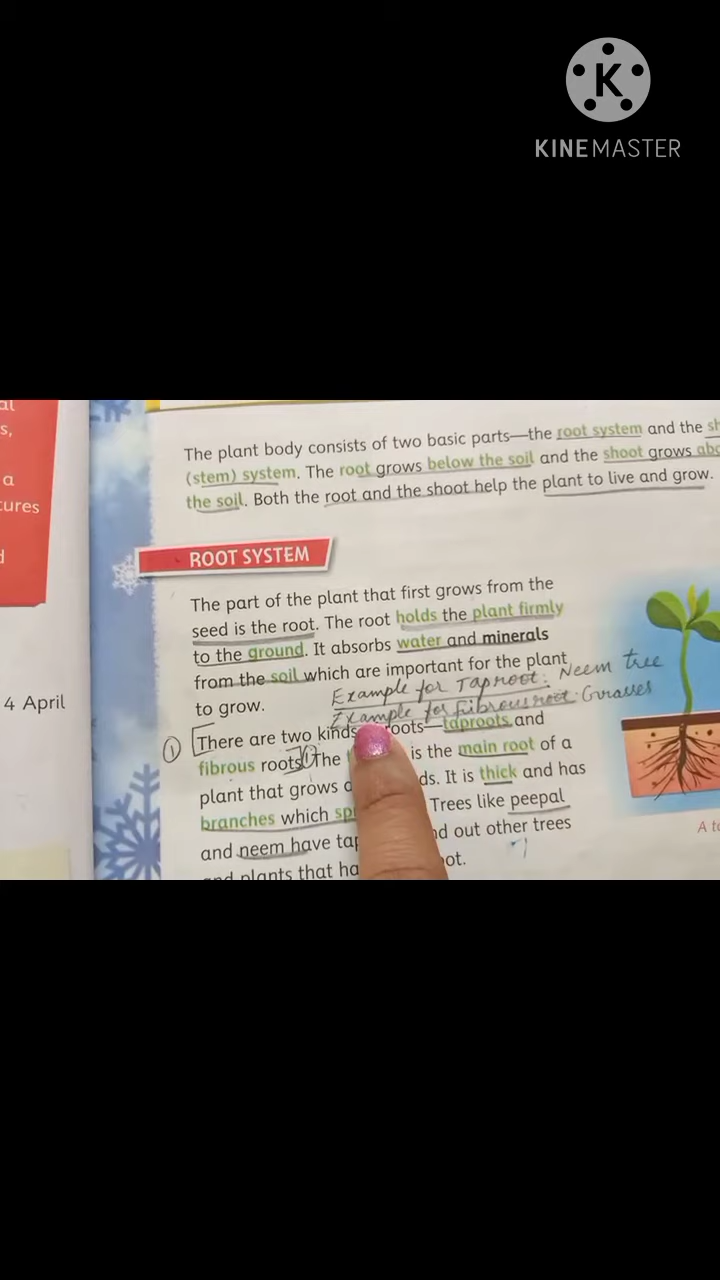 KINEMASTER
al
s,
a
tures
d
4 April
The plant body consists of two basic parts—the root system and the sh
(stem) system. The root grows below the soil and the shoot grows abo
the soil. Both the root and the shoot help the plant to live and grow.
ROOT SYSTEM
The part of the plant that first grows from the
seed is the root. The root holds the plant firmly
to the ground. It absorbs water and minerals
from the soil which are important for the plant
to grow.
Example for Taproot: Neem tree
Example for Fibrous root: Grasses
① There are two kinds roots—taproots and
fibrous roots. The is the main root of a
plant that grows ds. It is thick and has
branches which Trees like peepal
and neem have tap nd out other trees
and plants that ha ot.
A ta